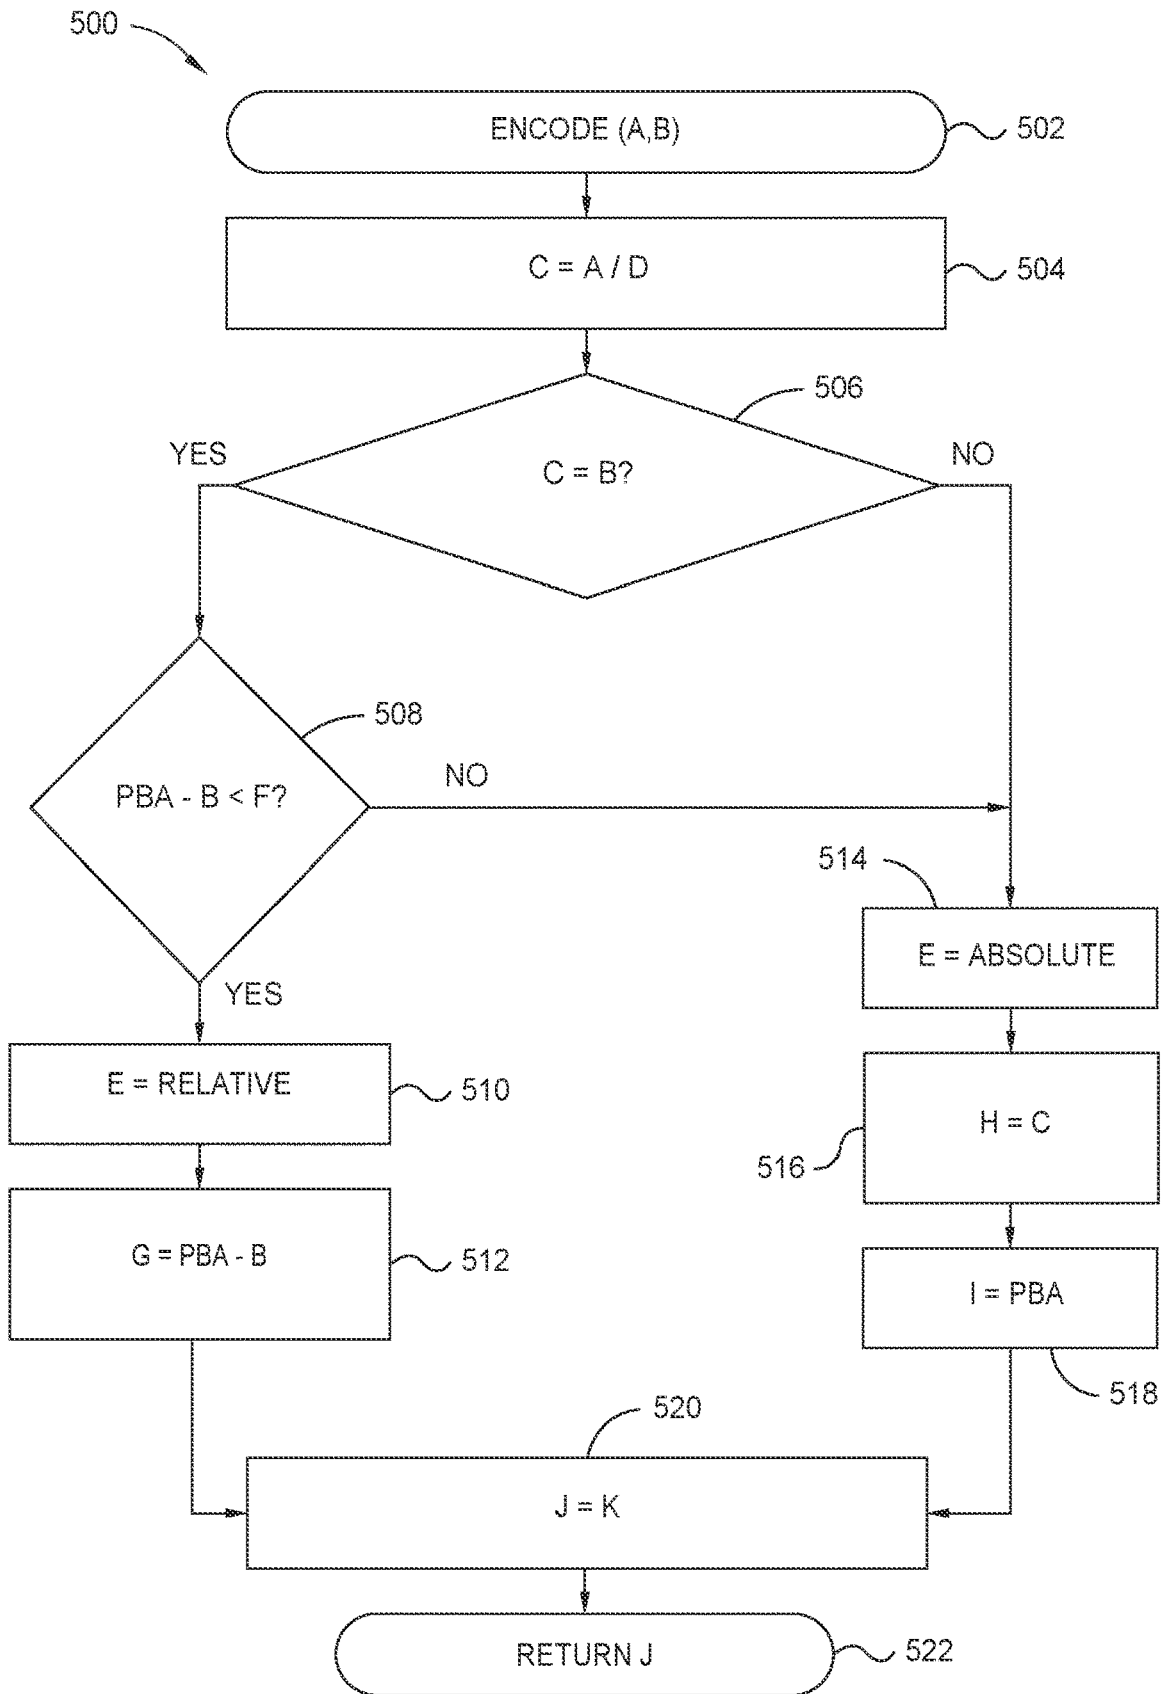 500
ENCODE (A,B)
502
C = A / D
504
506
YES
C = B?
NO
508
PBA - B < F?
NO
514
E = ABSOLUTE
YES
E = RELATIVE
510
H = C
516
G = PBA - B
512
I = PBA
518
520
J = K
RETURN J
522